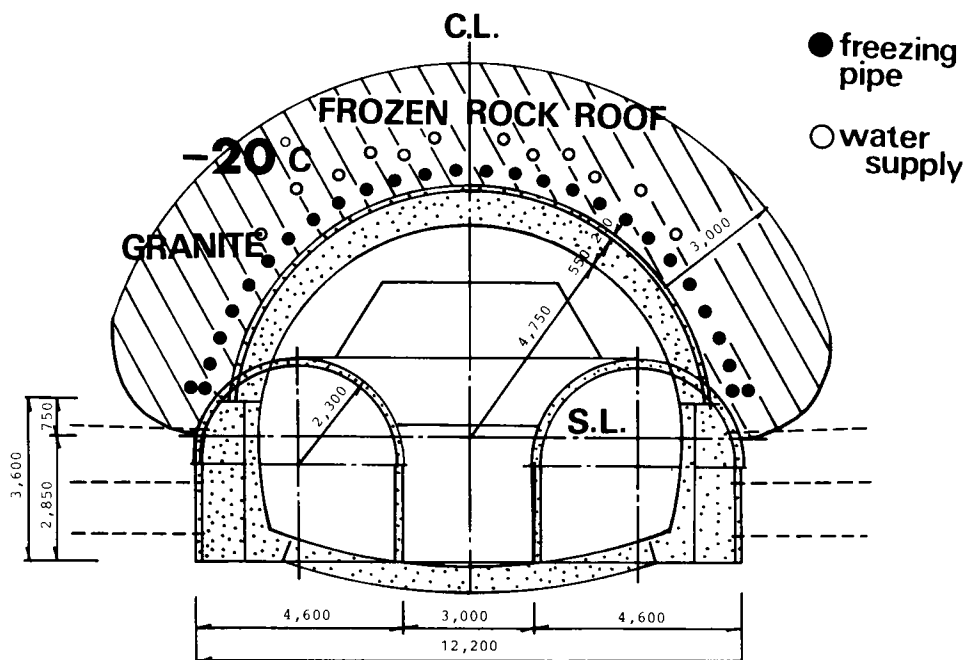 C.L.
● freezing
pipe
○ water
supply
FROZEN ROCK ROOF
-20 C
GRANITE
3,000
550
4,750
2,300
S.L.
750
3,600
2,850
4,600
3,000
4,600
12,200